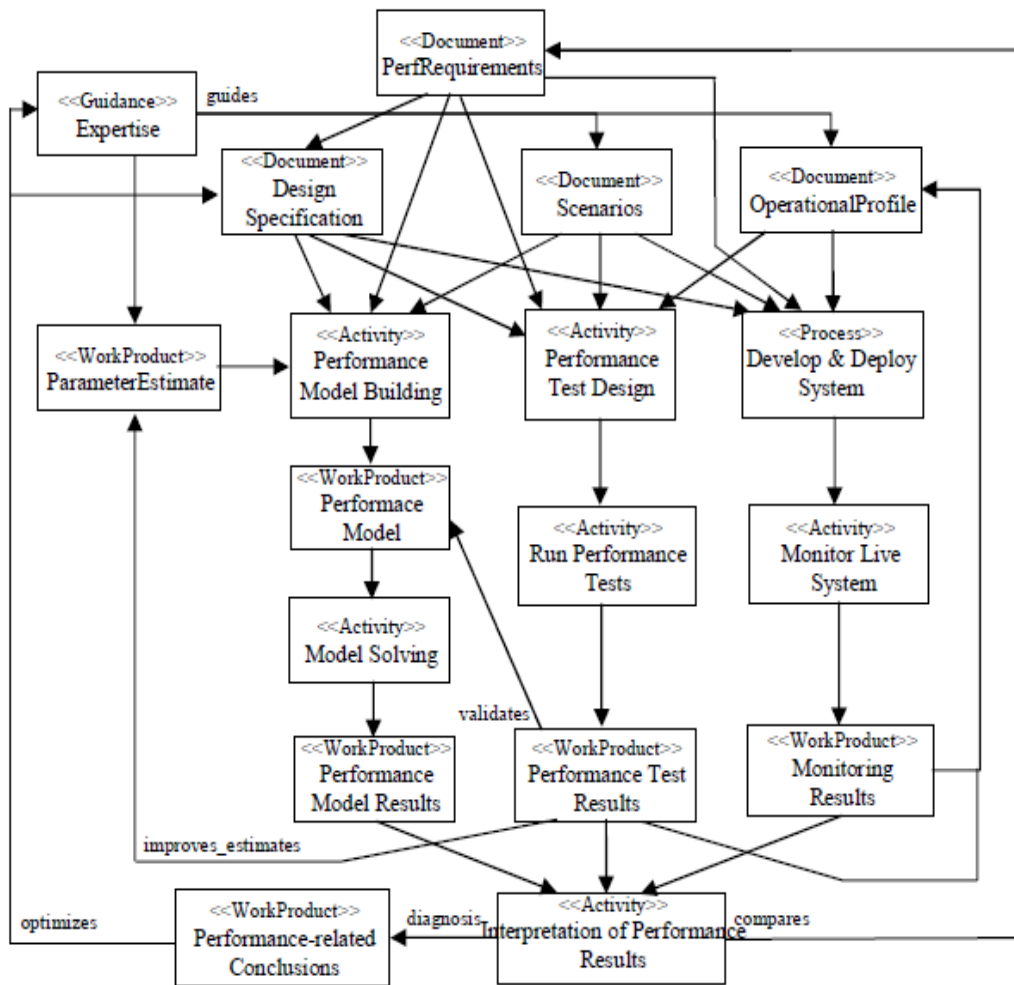 <<Document>>
PerfRequirements
<<Guidance>>
Expertise
guides
<<Document>>
Design
Specification
<<Document>>
Scenarios
<<Document>>
OperationalProfile
<<WorkProduct>>
ParameterEstimate
<<Activity>>
Performance
Model Building
<<Activity>>
Performance
Test Design
<<Process>>
Develop & Deploy
System
<<WorkProduct>>
Performace
Model
<<Activity>>
Run Performance
Tests
<<Activity>>
Monitor Live
System
<<Activity>>
Model Solving
validates
<<WorkProduct>>
Performance
Model Results
<<WorkProduct>>
Performance Test
Results
<<WorkProduct>>
Monitoring
Results
improves_estimates
optimizes
<<WorkProduct>>
Performance-related
Conclusions
diagnosis
<<Activity>>
Interpretation of Performance
Results
compares